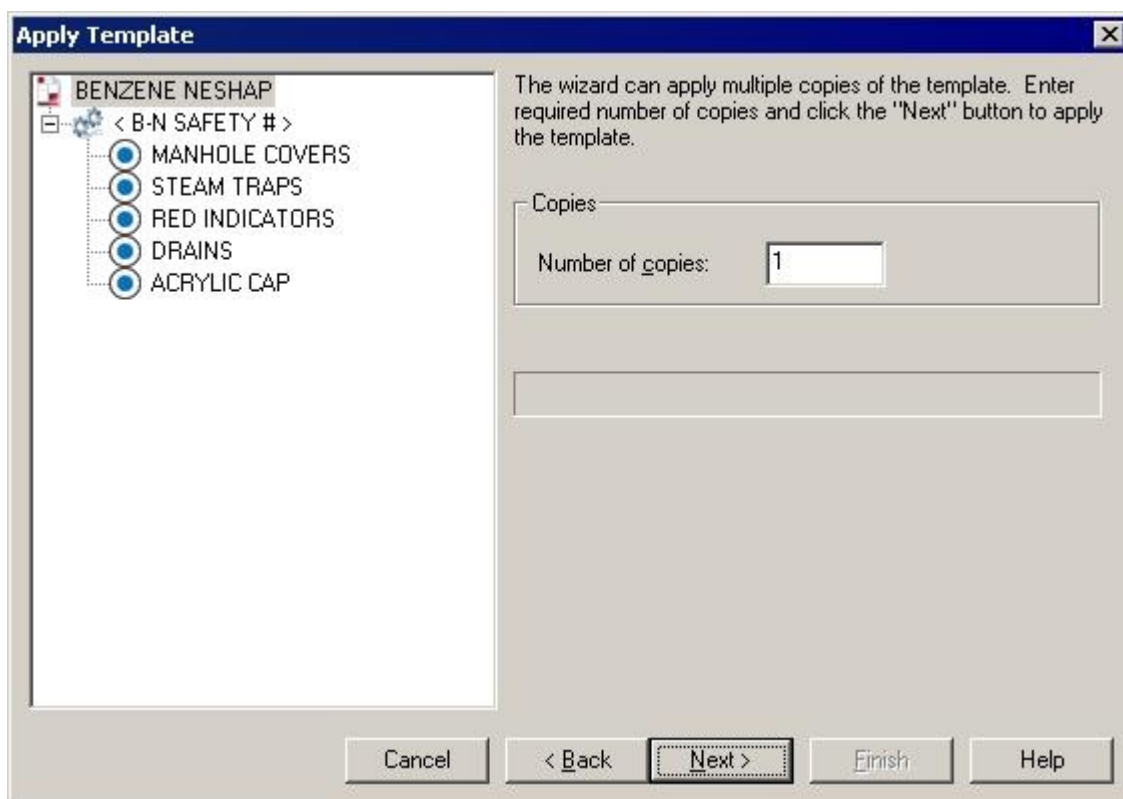 Apply Template
BENZENE NESHAP
< B-N SAFETY # >
MANHOLE COVERS
STEAM TRAPS
RED INDICATORS
DRAINS
ACRYLIC CAP
The wizard can apply multiple copies of the template. Enter
required number of copies and click the "Next" button to apply
the template.
Copies
Number of copies: 1
Cancel < Back Next > Finish Help